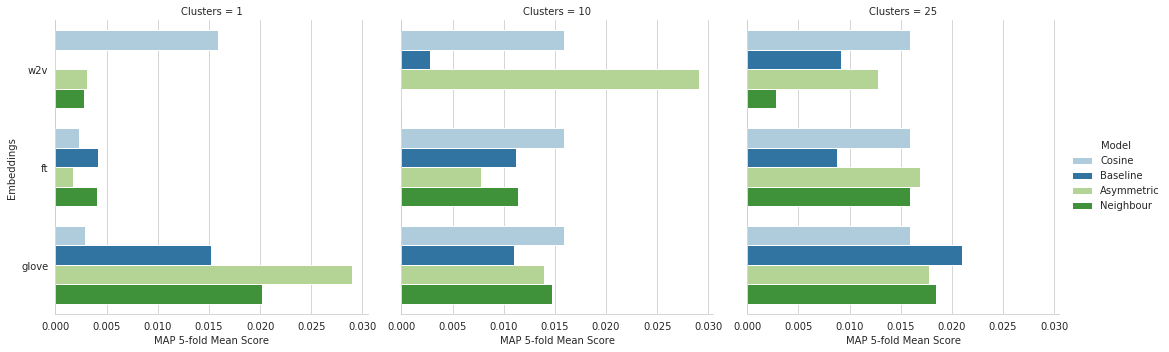 Clusters = 1
Clusters = 10
Clusters = 25
Embeddings
w2v
ft
glove
0.000 0.005 0.010 0.015 0.020 0.025 0.030
0.000 0.005 0.010 0.015 0.020 0.025 0.030
0.000 0.005 0.010 0.015 0.020 0.025 0.030
MAP 5-fold Mean Score
MAP 5-fold Mean Score
MAP 5-fold Mean Score
Model
Cosine
Baseline
Asymmetric
Neighbour